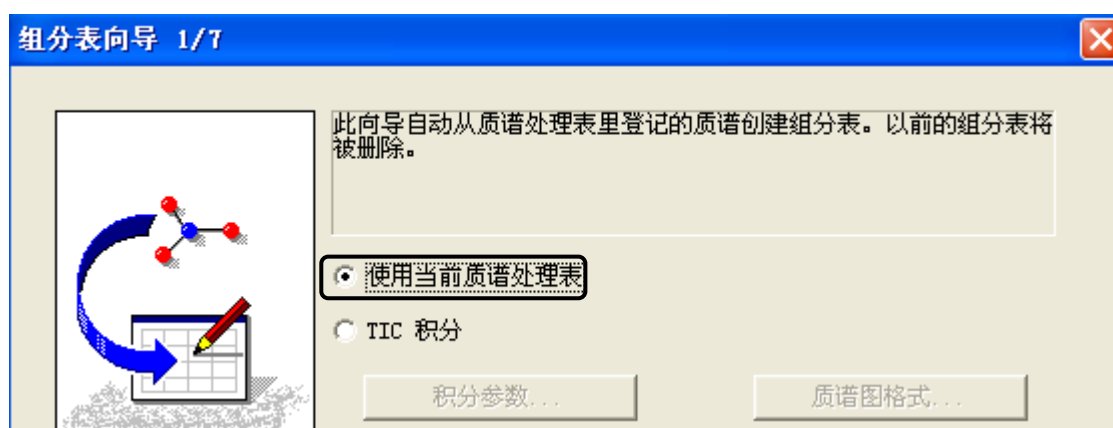 组分表向导 1/7
此向导自动从质谱处理表里登记的质谱创建组分表。以前的组分表将
被删除。
使用当前质谱处理表
TIC 积分
积分参数...
质谱图格式...